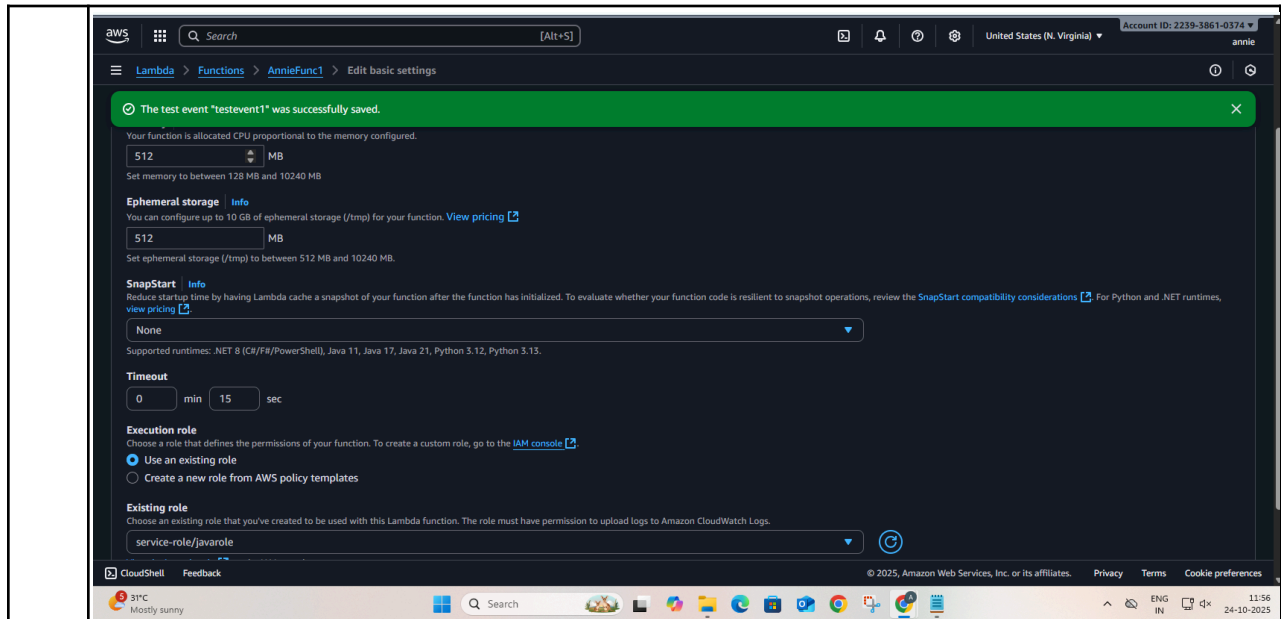 aws
Search [Alt+S]
United States (N. Virginia)
Account ID: 2239-3861-0374
annie
Lambda > Functions > AnnieFunc1 > Edit basic settings
The test event "testevent1" was successfully saved.
Your function is allocated CPU proportional to the memory configured.
512 MB
Set memory to between 128 MB and 10240 MB
Ephemeral storage Info
You can configure up to 10 GB of ephemeral storage (/tmp) for your function. View pricing
512 MB
Set ephemeral storage (/tmp) to between 512 MB and 10240 MB.
SnapStart Info
Reduce startup time by having Lambda cache a snapshot of your function after the function has initialized. To evaluate whether your function code is resilient to snapshot operations, review the SnapStart compatibility considerations. For Python and .NET runtimes,
view pricing.
None
Supported runtimes: .NET 8 (C#/F#/PowerShell), Java 11, Java 17, Java 21, Python 3.12, Python 3.13.
Timeout
0 min 15 sec
Execution role
Choose a role that defines the permissions of your function. To create a custom role, go to the IAM console.
Use an existing role
Create a new role from AWS policy templates
Existing role
Choose an existing role that you've created to be used with this Lambda function. The role must have permission to upload logs to Amazon CloudWatch Logs.
service-role/javarole
CloudShell Feedback © 2025, Amazon Web Services, Inc. or its affiliates. Privacy Terms Cookie preferences
5 31°C
Mostly sunny
Search
ENG
IN
11:56
24-10-2025